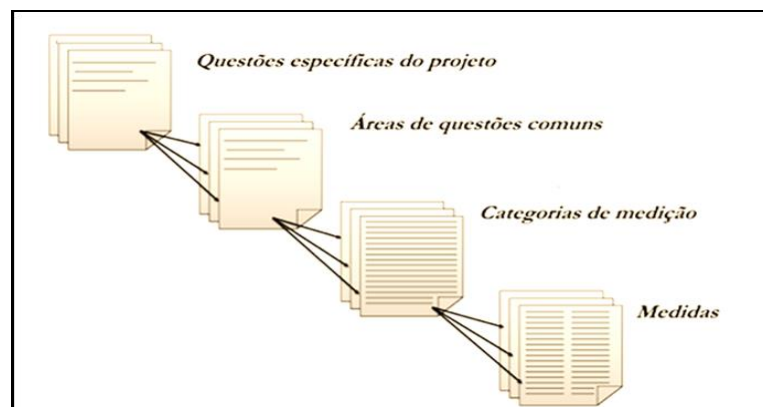 Questões específicas do projeto
Áreas de questões comuns
Categorias de medição
Medidas